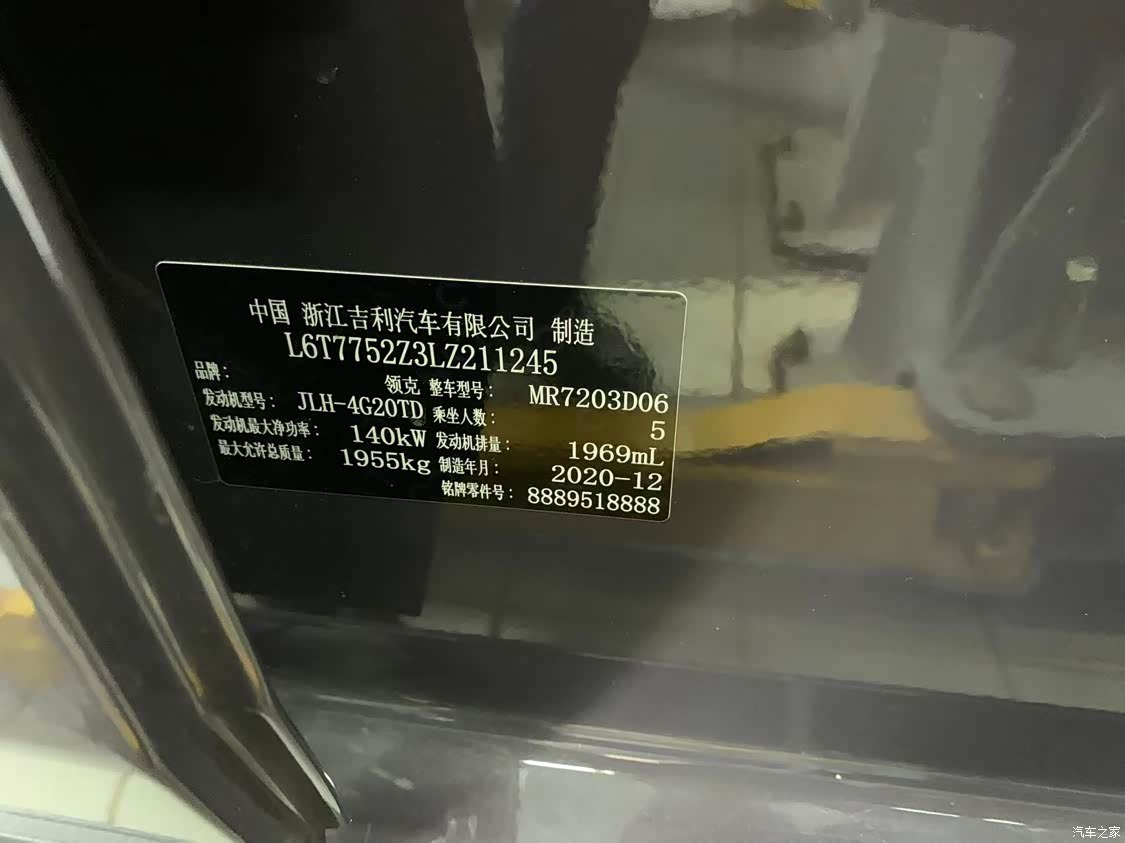 中国 浙江吉利汽车有限公司 制造
L6T7752Z3LZ211245
品牌： 领克 整车型号： MR7203D06
发动机型号： JLH-4G20TD 乘坐人数： 5
发动机最大净功率： 140kW 发动机排量： 1969mL
最大允许总质量： 1955kg 制造年月： 2020-12
铭牌零件号： 8889518888
汽车之家